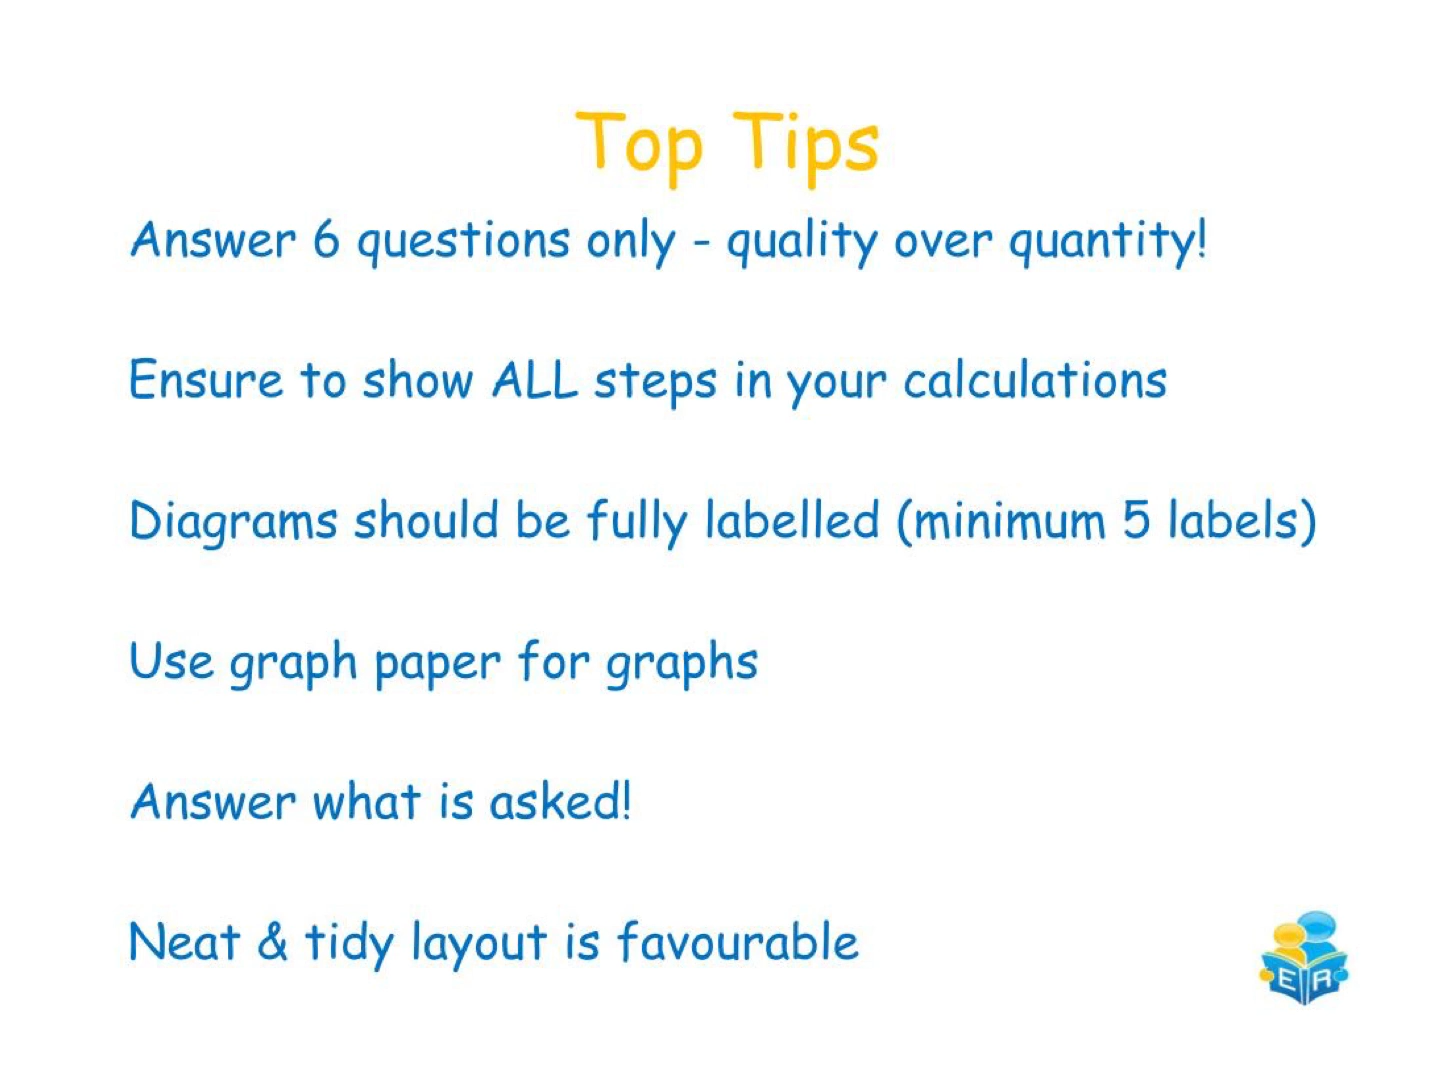 Top Tips
Answer 6 questions only - quality over quantity!
Ensure to show ALL steps in your calculations
Diagrams should be fully labelled (minimum 5 labels)
Use graph paper for graphs
Answer what is asked!
Neat & tidy layout is favourable
E R